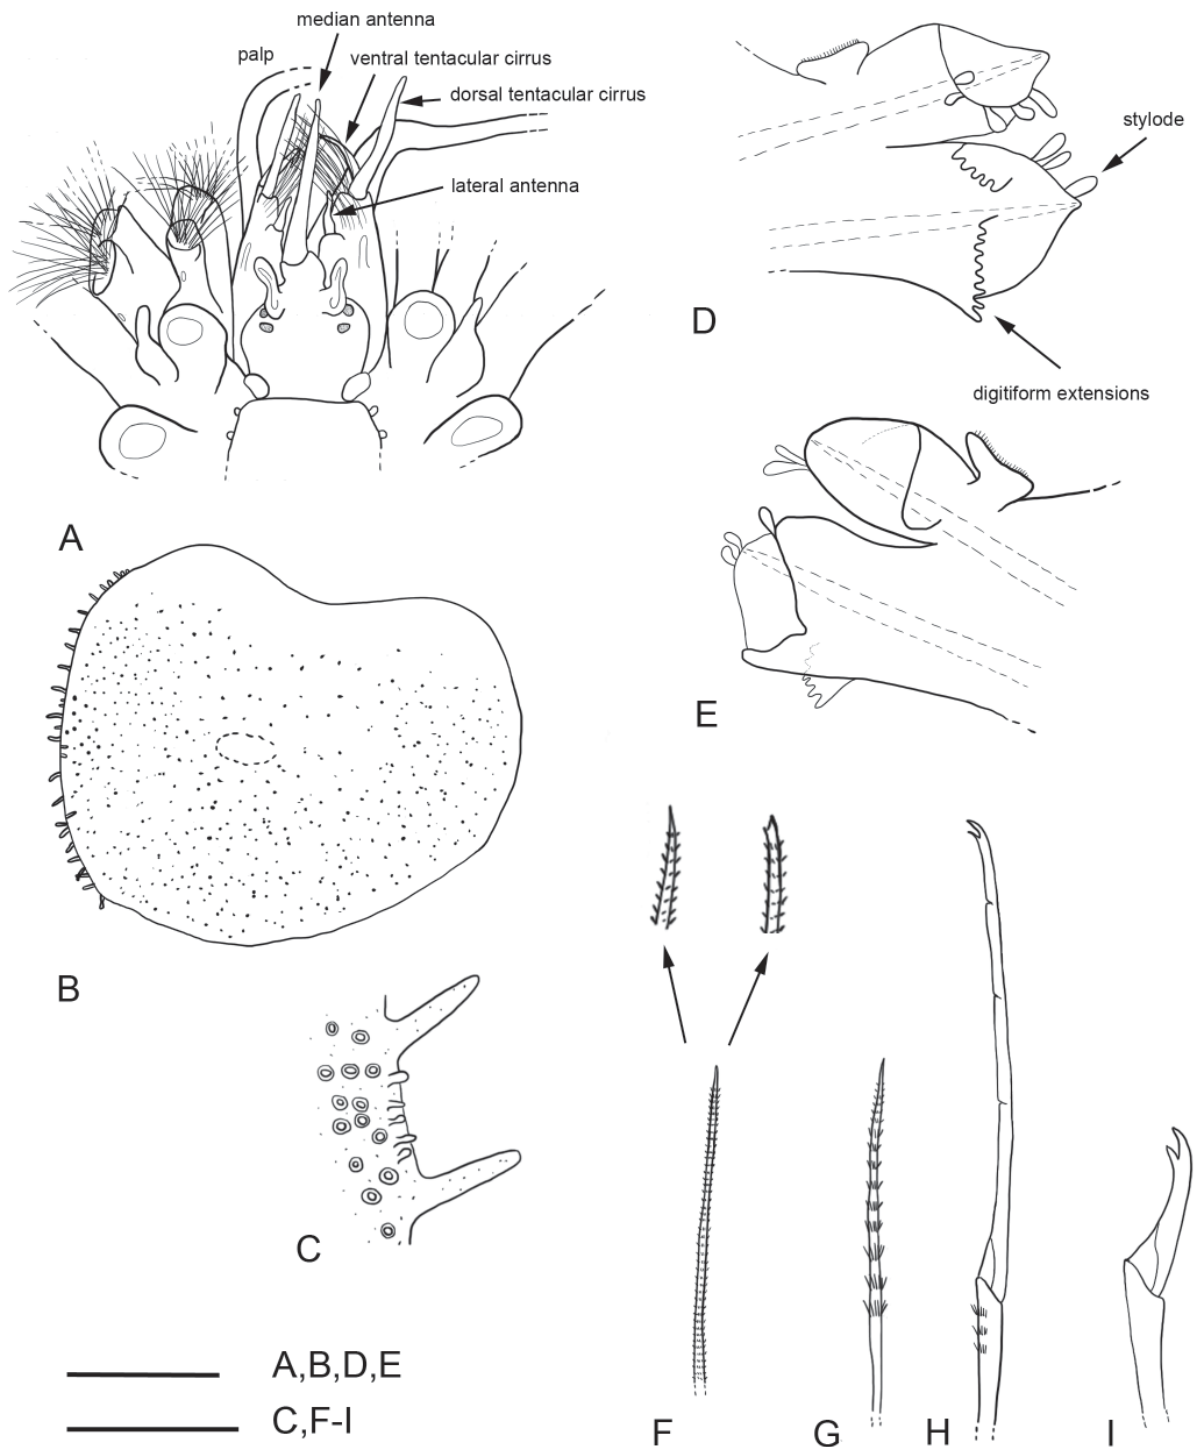 median antenna
palp
ventral tentacular cirrus
dorsal tentacular cirrus
lateral antenna
stylode
D
digitiform extensions
A
E
B
C
A,B,D,E
C,F-I
F
G
H
I